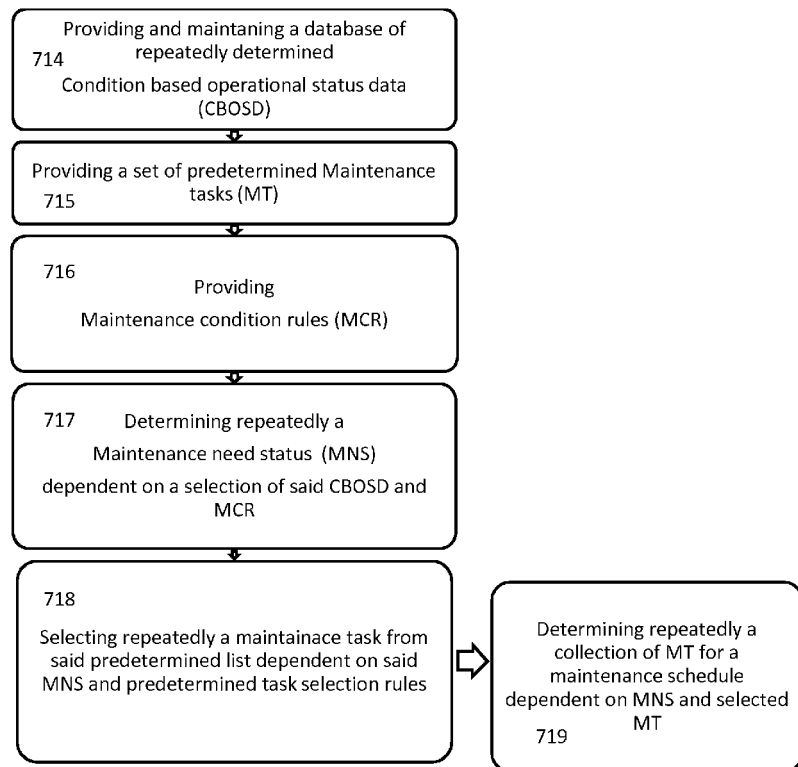 Providing and maintaning a database of
repeatedly determined
714
Condition based operational status data
(CBOSD)
Providing a set of predetermined Maintenance
tasks (MT)
715
716
Providing
Maintenance condition rules (MCR)
717
Determining repeatedly a
Maintenance need status (MNS)
dependent on a selection of said CBOSD and
MCR
718
Selecting repeatedly a maintainace task from
said predetermined list dependent on said
MNS and predetermined task selection rules
Determining repeatedly a
collection of MT for a
maintenance schedule
dependent on MNS and selected
MT
719